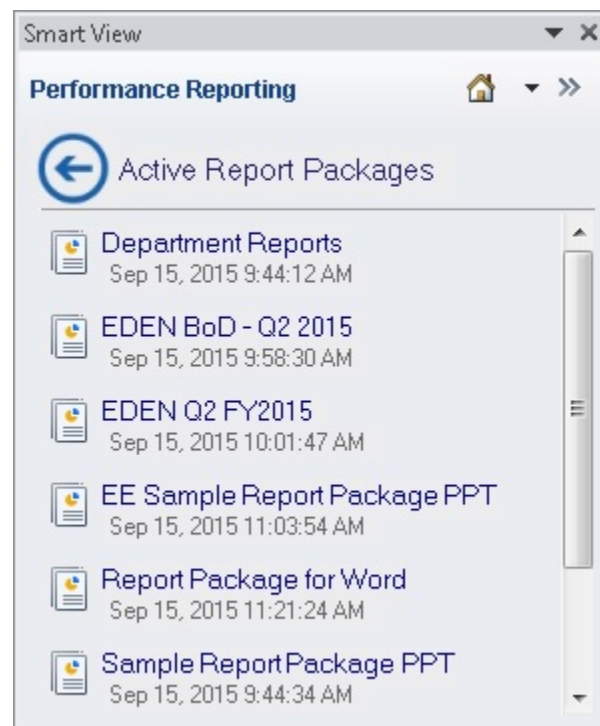 Smart View
Performance Reporting
Active Report Packages
Department Reports
Sep 15, 2015 9:44:12 AM
EDEN BoD - Q2 2015
Sep 15, 2015 9:58:30 AM
EDEN Q2 FY2015
Sep 15, 2015 10:01:47 AM
EE Sample Report Package PPT
Sep 15, 2015 11:03:54 AM
Report Package for Word
Sep 15, 2015 11:21:24 AM
Sample Report Package PPT
Sep 15, 2015 9:44:34 AM